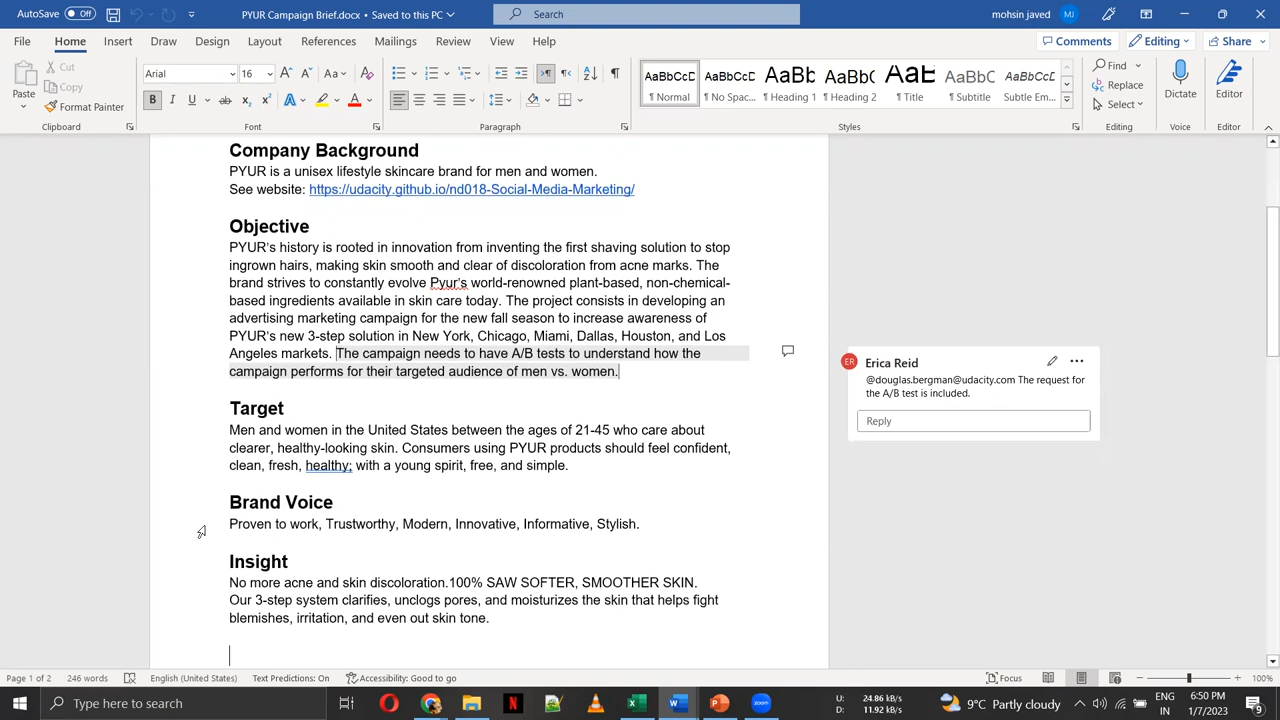 AutoSave Off PYUR Company Brief.docx • Saved to this PC Search mohsin javed MJ
File Home Insert Draw Design Layout References Mailings Review View Help Comments Editing Share
Paste Cut Copy Format Painter Clipboard
Arial 16 Font
Paragraph
AaBbCcD AaBbCcD AaBb AaBbC AaBb AaBbCcD AaBbCcD
¶ Normal ¶ No Spac... ¶ Heading 1 ¶ Heading 2 ¶ Title ¶ Subtitle Subtle Em...
Styles
Find Replace Select Editing
Dictate Voice
Editor Editor
Company Background
PYUR is a unisex lifestyle skincare brand for men and women.
See website: https://udacity.github.io/nd018-Social-Media-Marketing/
Objective
PYUR's history is rooted in innovation from inventing the first shaving solution to stop
ingrown hairs, making skin smooth and clear of discoloration from acne marks. The
brand strives to constantly evolve Pyur's world-renowned plant-based, non-chemical-
based ingredients available in skin care today. The project consists in developing an
advertising marketing campaign for the new fall season to increase awareness of
PYUR's new 3-step solution in New York, Chicago, Miami, Dallas, Houston, and Los
Angeles markets. The campaign needs to have A/B tests to understand how the
campaign performs for their targeted audience of men vs. women.
ER Erica Reid
@douglas.bergman@udacity.com The request for
the A/B test is included.
Reply
Target
Men and women in the United States between the ages of 21-45 who care about
clearer, healthy-looking skin. Consumers using PYUR products should feel confident,
clean, fresh, healthy; with a young spirit, free, and simple.
Brand Voice
Proven to work, Trustworthy, Modern, Innovative, Informative, Stylish.
Insight
No more acne and skin discoloration.100% SAW SOFTER, SMOOTHER SKIN.
Our 3-step system clarifies, unclogs pores, and moisturizes the skin that helps fight
blemishes, irritation, and even out skin tone.
Page 1 of 2 246 words English (United States) Text Predictions: On Accessibility: Good to go Focus 100%
Type here to search U: 24.86 kB/s D: 11.92 kB/s 9°C Partly cloudy ENG IN 6:50 PM 1/7/2023 9